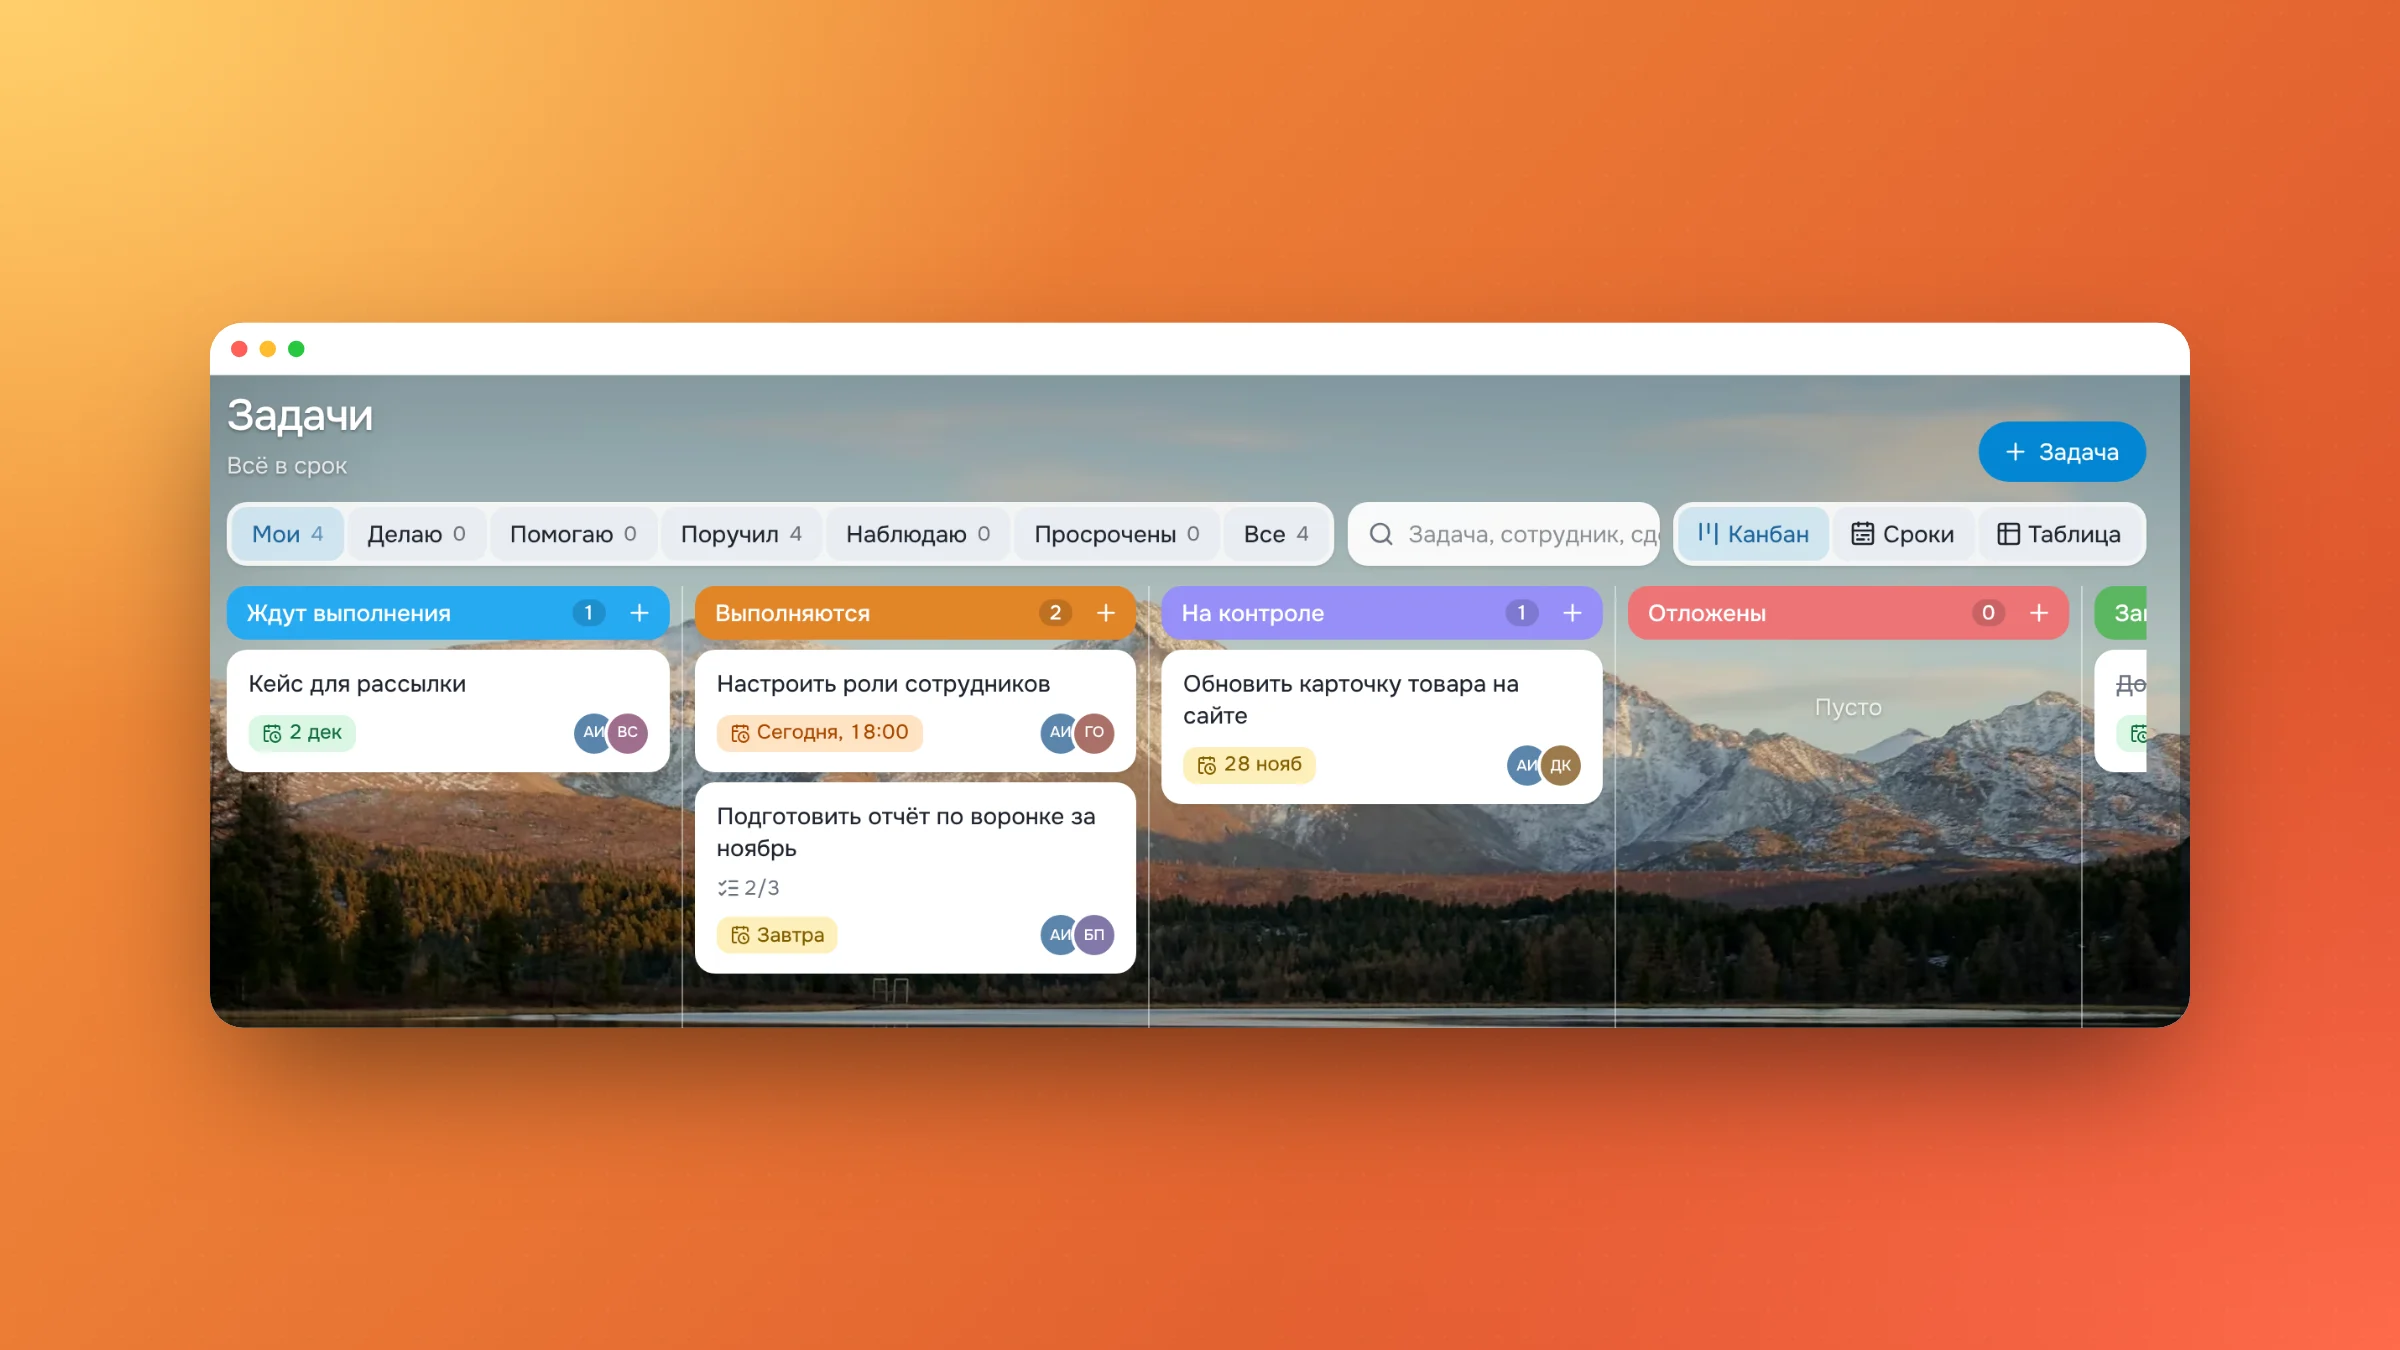 Задачи
Всё в срок
+ Задача
Мои 4 Делаю 0 Помогаю 0 Поручил 4 Наблюдаю 0 Просрочены 0 Все 4
Задача, сотрудник,
Канбан Сроки Таблица
Ждут выполнения 1 +
Кейс для рассылки
2 дек
АИ ВС
Выполняются 2 +
Настроить роли сотрудников
Сегодня, 18:00
АИ ГО
Подготовить отчёт по воронке за
ноябрь
2/3
Завтра
АИ БП
На контроле 1 +
Обновить карточку товара на
сайте
28 нояб
АИ ДК
Отложены 0 +
Пусто